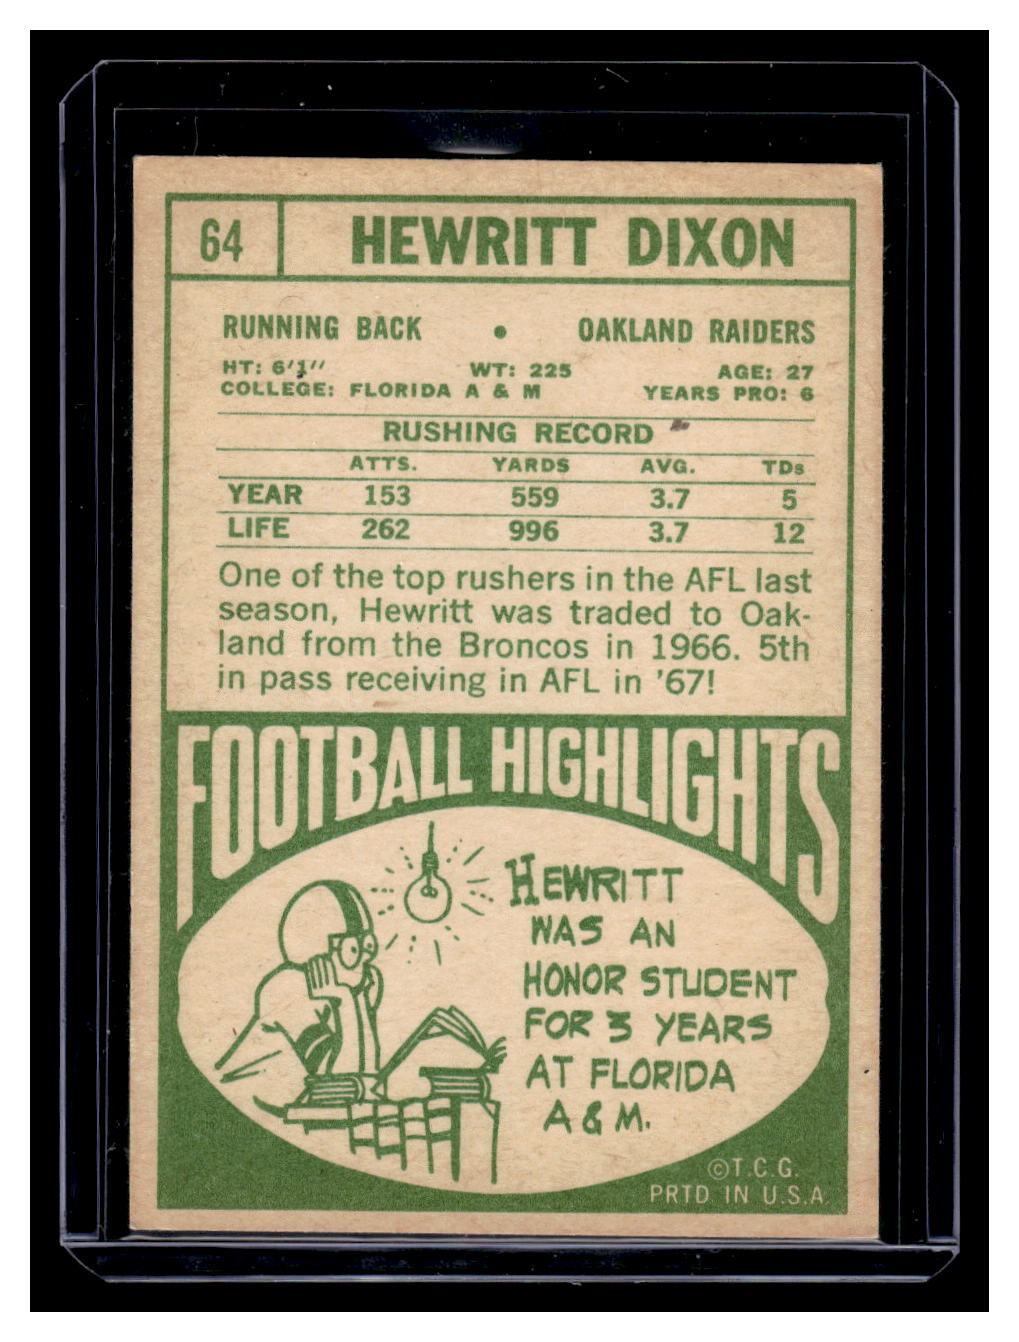 64 HEWRITT DIXON
RUNNING BACK • OAKLAND RAIDERS
HT: 6'1" WT: 225 AGE: 27
COLLEGE: FLORIDA A & M YEARS PRO: 6
RUSHING RECORD
ATTS. YARDS AVG. TDs
YEAR 153 559 3.7 5
LIFE 262 996 3.7 12
One of the top rushers in the AFL last
season, Hewritt was traded to Oak-
land from the Broncos in 1966. 5th
in pass receiving in AFL in '67!
FOOTBALL HIGHLIGHTS
HEWRITT
WAS AN
HONOR STUDENT
FOR 3 YEARS
AT FLORIDA
A & M.
©T.C.G.
PRTD IN U.S.A.